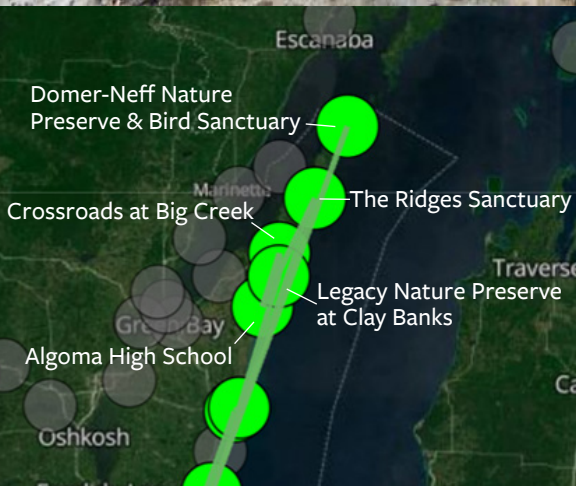 Escanaba
Domer-Neff Nature
Preserve & Bird Sanctuary
Marinette
The Ridges Sanctuary
Crossroads at Big Creek
Traverse
Legacy Nature Preserve
at Clay Banks
Green Bay
Algoma High School
Ca
Oshkosh